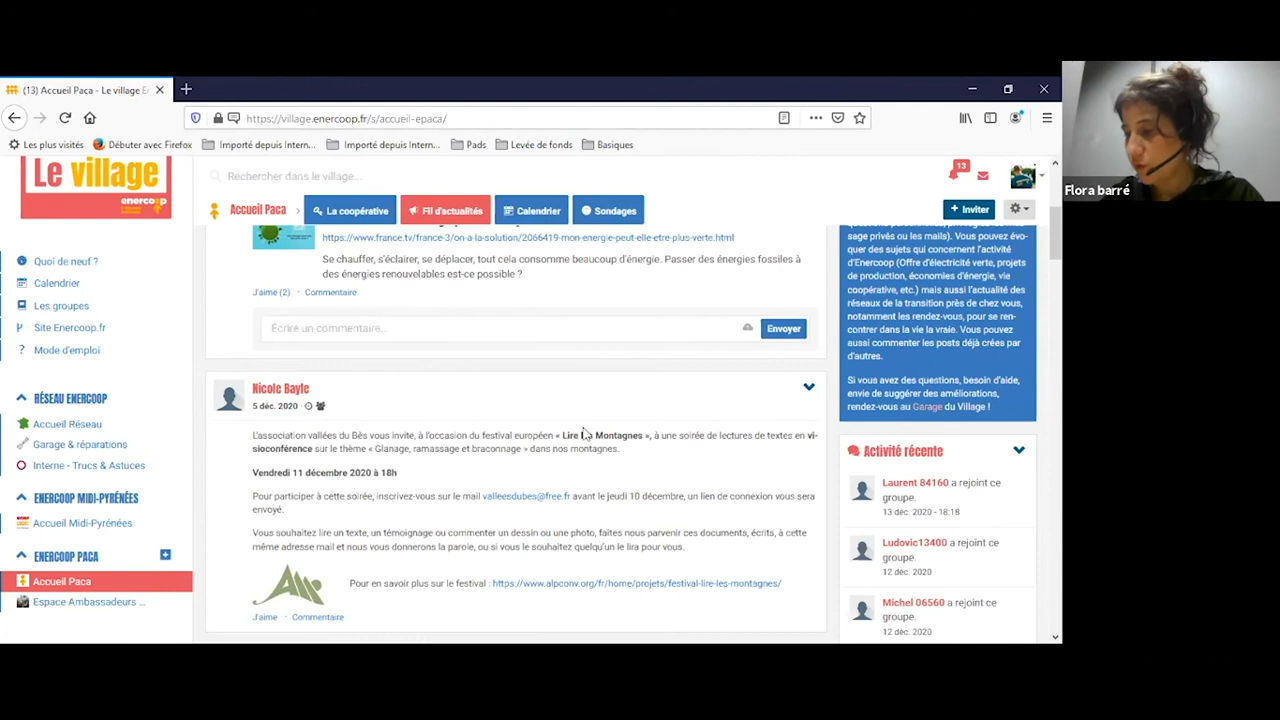 (13) Accueil Paca - Le village E
https://village.enercoop.fr/s/accueil-epaca/
Les plus visités
Débuter avec Firefox
Importé depuis Intern...
Importé depuis Intern...
Pads
Levée de fonds
Basiques
Flora barré
Le village
enercoop
Rechercher dans le village...
13
Accueil Paca
La coopérative
Fil d'actualités
Calendrier
Sondages
+ Inviter
Quoi de neuf ?
Calendrier
Les groupes
Site Enercoop.fr
Mode d'emploi
RÉSEAU ENERCOOP
Accueil Réseau
Garage & réparations
Interne - Trucs & Astuces
ENERCOOP MIDI-PYRÉNÉES
Accueil Midi-Pyrénées
ENERCOOP PACA
Accueil Paca
Espace Ambassadeurs ...
https://www.france.tv/france-3/on-a-la-solution/2066419-mon-energie-peut-elle-etre-plus-verte.html
Se chauffer, s'éclairer, se déplacer, tout cela consomme beaucoup d'énergie. Passer des énergies fossiles à
des énergies renouvelables est-ce possible ?
J'aime (2) · Commentaire
Écrire un commentaire...
Envoyer
Nicole Bayle
5 déc. 2020
L'association vallées du Bès vous invite, à l'occasion du festival européen « Lire Montagnes », à une soirée de lectures de textes en vi-
sioconférence sur le thème « Glanage, ramassage et braconnage » dans nos montagnes.
Vendredi 11 décembre 2020 à 18h
Pour participer à cette soirée, inscrivez-vous sur le mail valleesdubes@free.fr avant le jeudi 10 décembre, un lien de connexion vous sera
envoyé.
Vous souhaitez lire un texte, un témoignage ou commenter un dessin ou une photo, faites nous parvenir ces documents, écrits, à cette
même adresse mail et nous vous donnerons la parole, ou si vous le souhaitez quelqu'un le lira pour vous.
Pour en savoir plus sur le festival : https://www.alpconv.org/fr/home/projets/festival-lire-les-montagnes/
J'aime · Commentaire
sage privés ou les mails). Vous pouvez évo-
quer des sujets qui concernent l'activité
d'Enercoop (Offre d'électricité verte, projets
de production, économies d'énergie, vie
coopérative, etc.) mais aussi l'actualité des
réseaux de la transition près de chez vous,
notamment les rendez-vous, pour se ren-
contrer dans la vie la vraie. Vous pouvez
aussi commenter les posts déjà crées par
d'autres.
Si vous avez des questions, besoin d'aide,
envie de suggérer des améliorations,
rendez-vous au Garage du Village !
Activité récente
Laurent 84160 a rejoint ce
groupe.
13 déc. 2020 - 18:18
Ludovic13400 a rejoint ce
groupe.
12 déc. 2020
Michel 06560 a rejoint ce
groupe.
12 déc. 2020